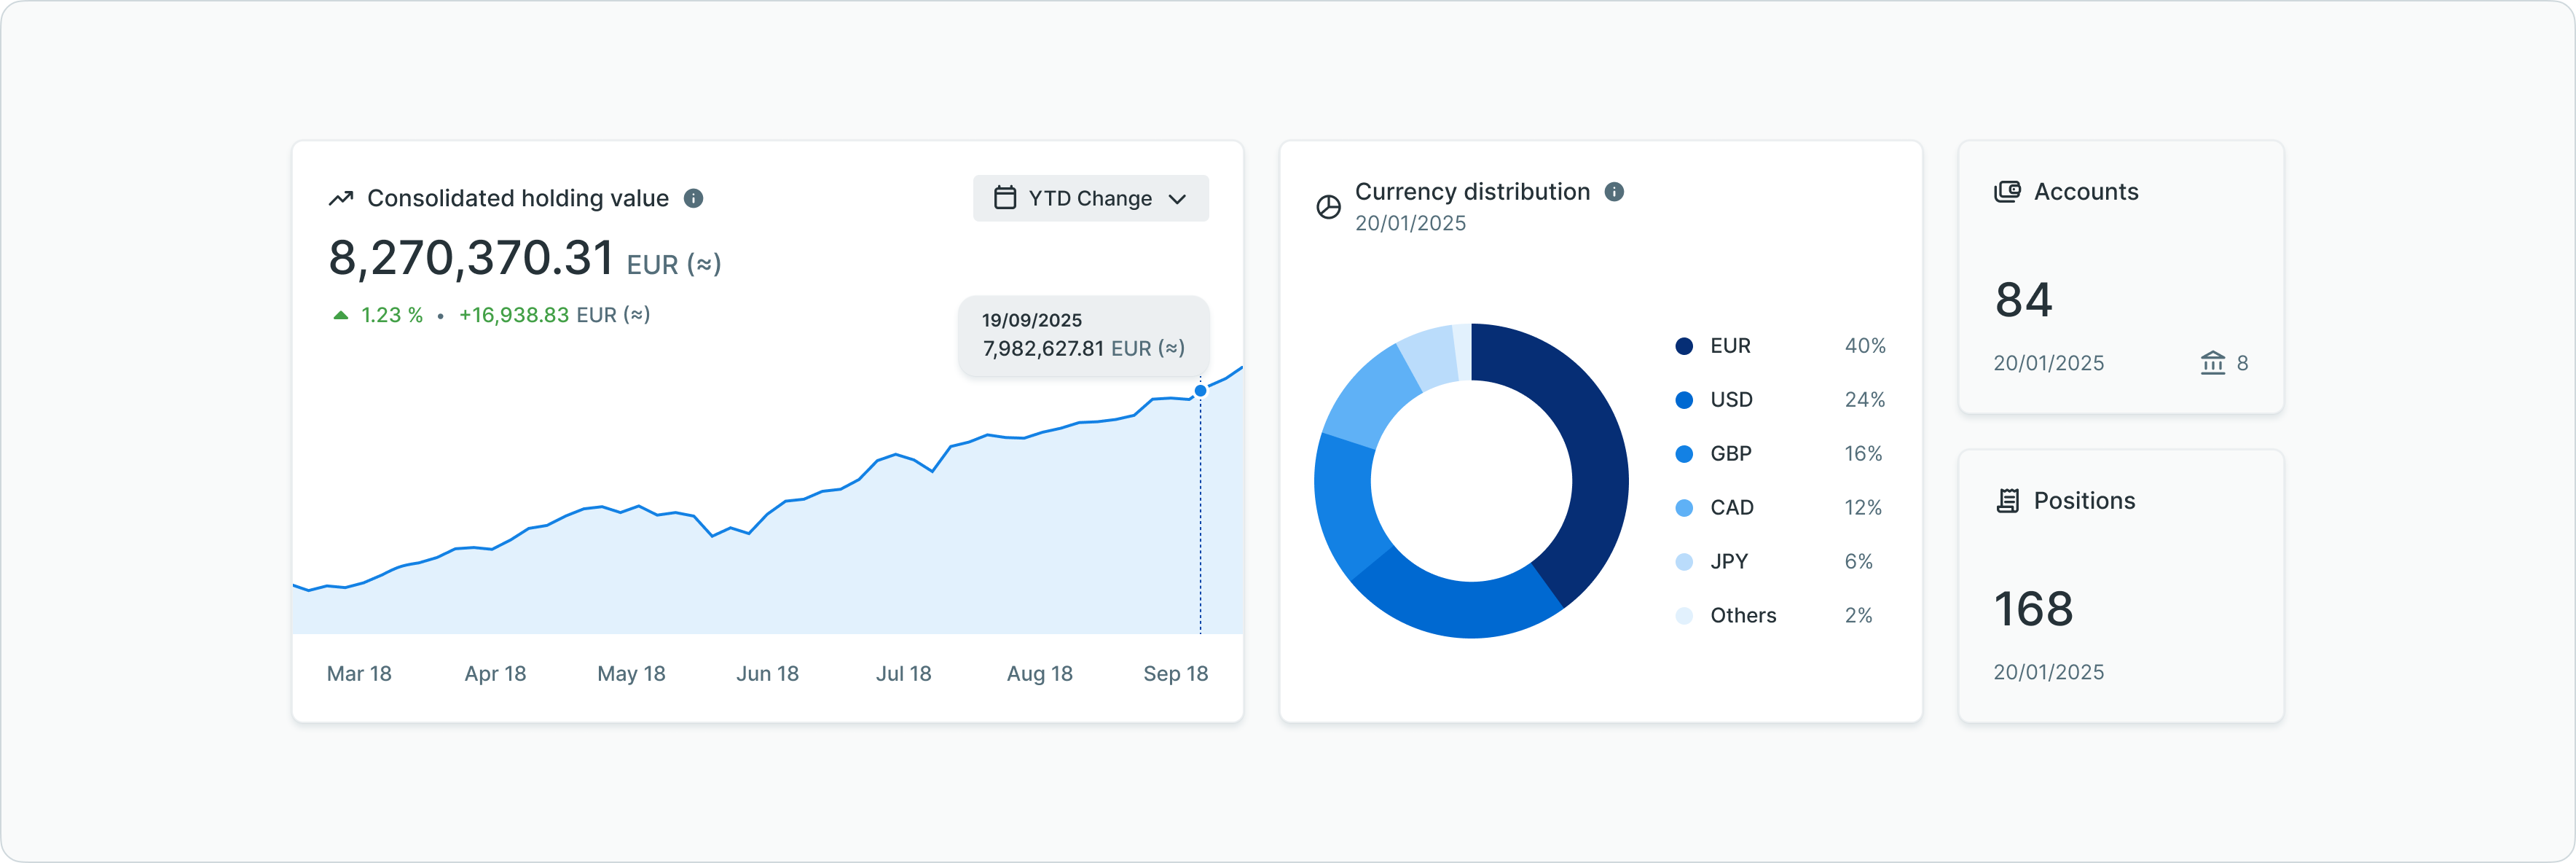 Consolidated holding value
YTD Change
8,270,370.31 EUR (≈)
1.23 % • +16,938.83 EUR (≈)
19/09/2025
7,982,627.81 EUR (≈)
Mar 18 Apr 18 May 18 Jun 18 Jul 18 Aug 18 Sep 18
Currency distribution
20/01/2025
EUR 40%
USD 24%
GBP 16%
CAD 12%
JPY 6%
Others 2%
Accounts
84
20/01/2025 8
Positions
168
20/01/2025